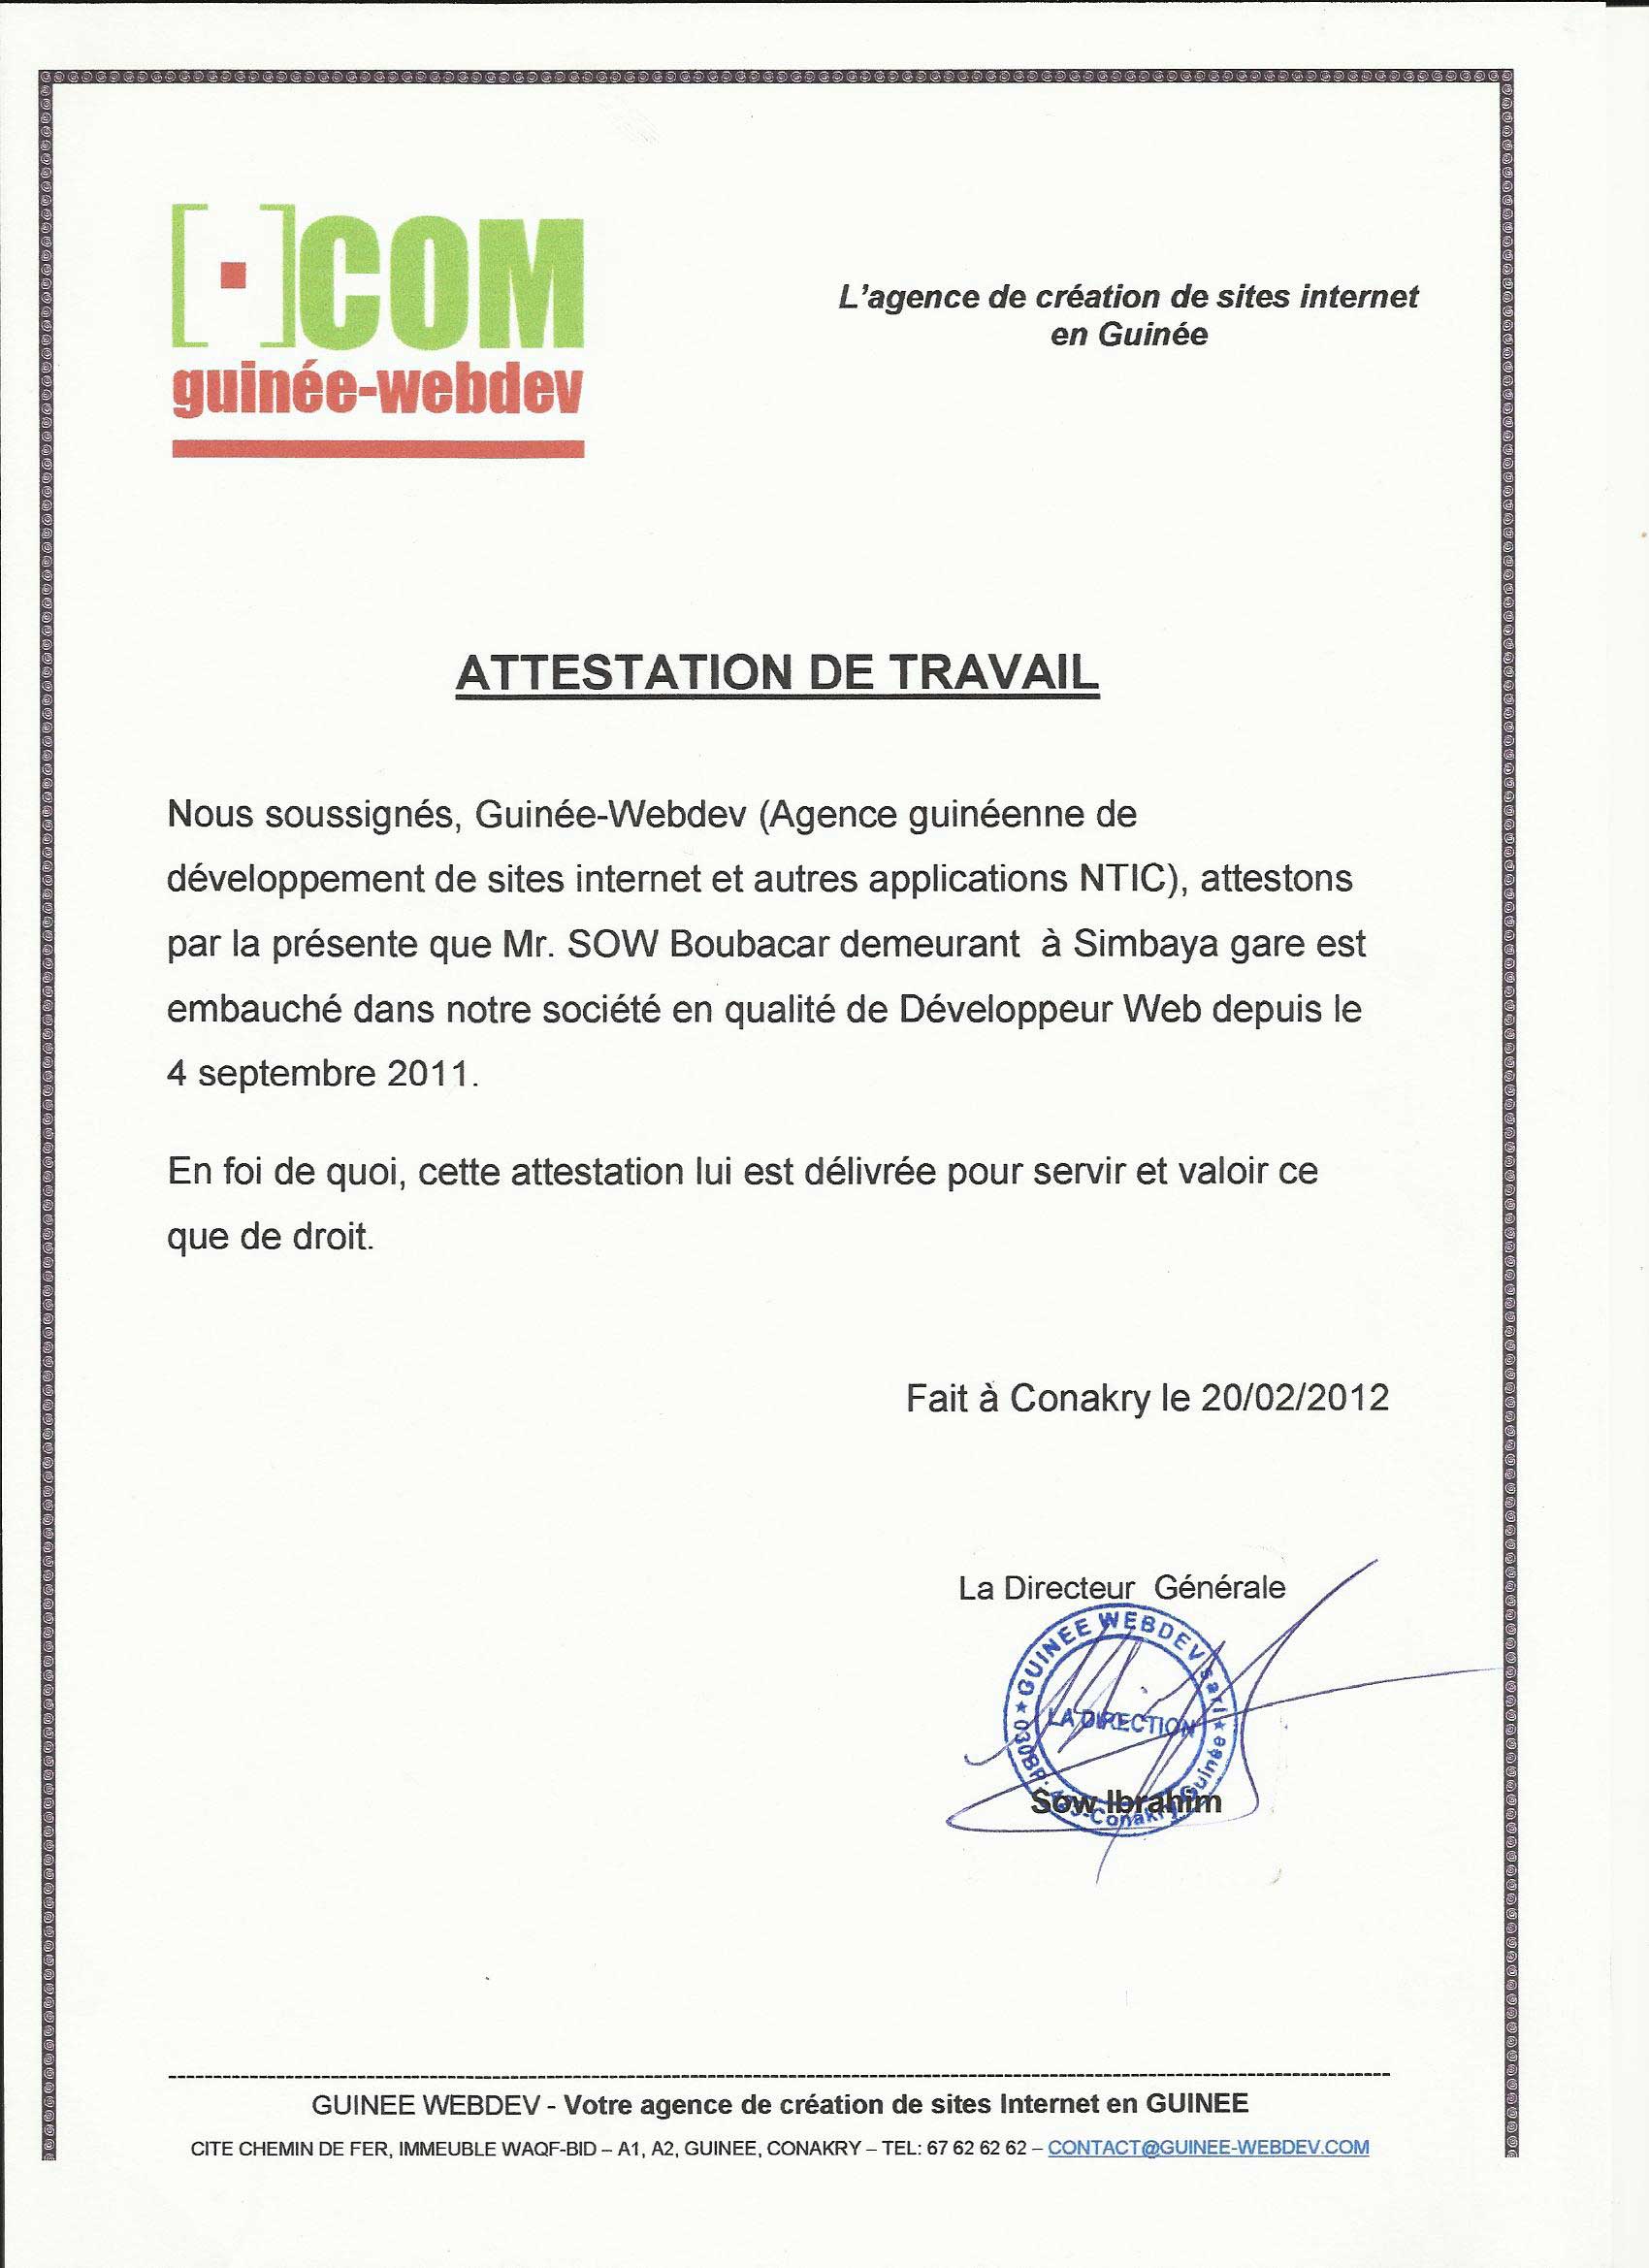 [·]COM
guinée-webdev
L'agence de création de sites internet
en Guinée
ATTESTATION DE TRAVAIL
Nous soussignés, Guinée-Webdev (Agence guinéenne de
développement de sites internet et autres applications NTIC), attestons
par la présente que Mr. SOW Boubacar demeurant à Simbaya gare est
embauché dans notre société en qualité de Développeur Web depuis le
4 septembre 2011.
En foi de quoi, cette attestation lui est délivrée pour servir et valoir ce
que de droit.
Fait à Conakry le 20/02/2012
La Directeur Générale
GUINEE WEBDEV sarl
LA DIRECTION
030BP: Conakry Guinée
Sow Ibrahim
GUINEE WEBDEV - Votre agence de création de sites Internet en GUINEE
CITE CHEMIN DE FER, IMMEUBLE WAQF-BID – A1, A2, GUINEE, CONAKRY – TEL: 67 62 62 62 – CONTACT@GUINEE-WEBDEV.COM